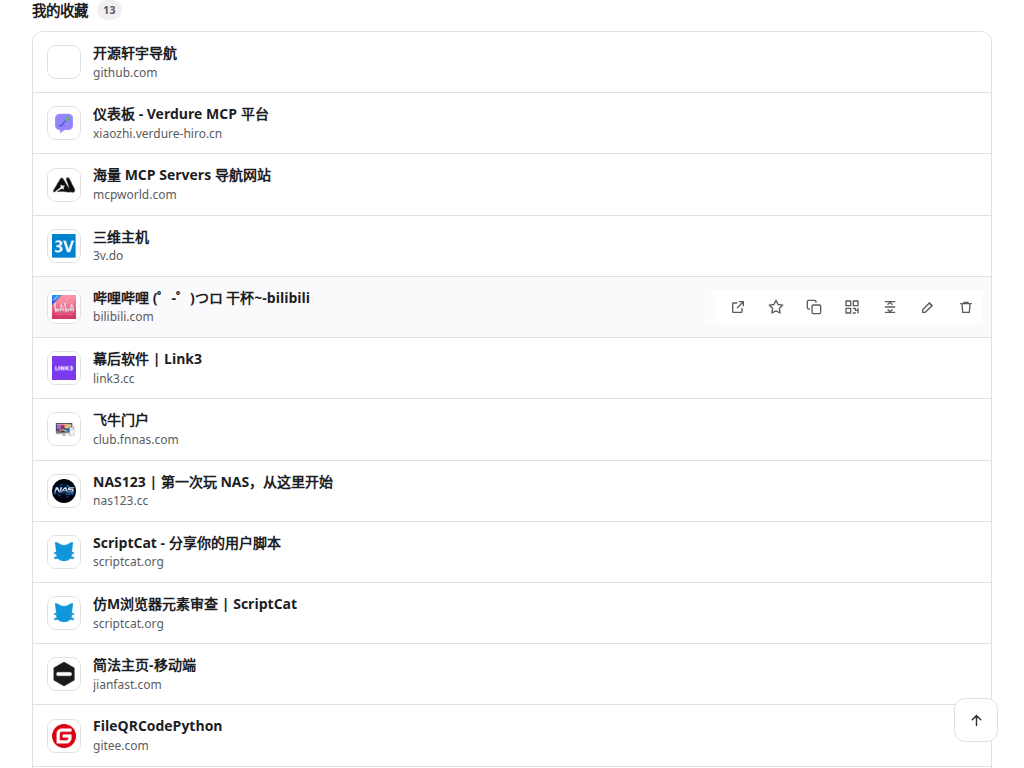 我的收藏 13
开源轩宇导航
github.com
仪表板 - Verdure MCP 平台
xiaozhi.verdure-hiro.cn
海量 MCP Servers 导航网站
mcpworld.com
3V
三维主机
3v.do
哔哩哔哩 (゜-゜)つロ 干杯~-bilibili
bilibili.com
LINK3
幕后软件 | Link3
link3.cc
飞牛门户
club.fnnas.com
NAS
NAS123 | 第一次玩 NAS，从这里开始
nas123.cc
ScriptCat - 分享你的用户脚本
scriptcat.org
仿M浏览器元素审查 | ScriptCat
scriptcat.org
简法主页-移动端
jianfast.com
FileQRCodePython
gitee.com